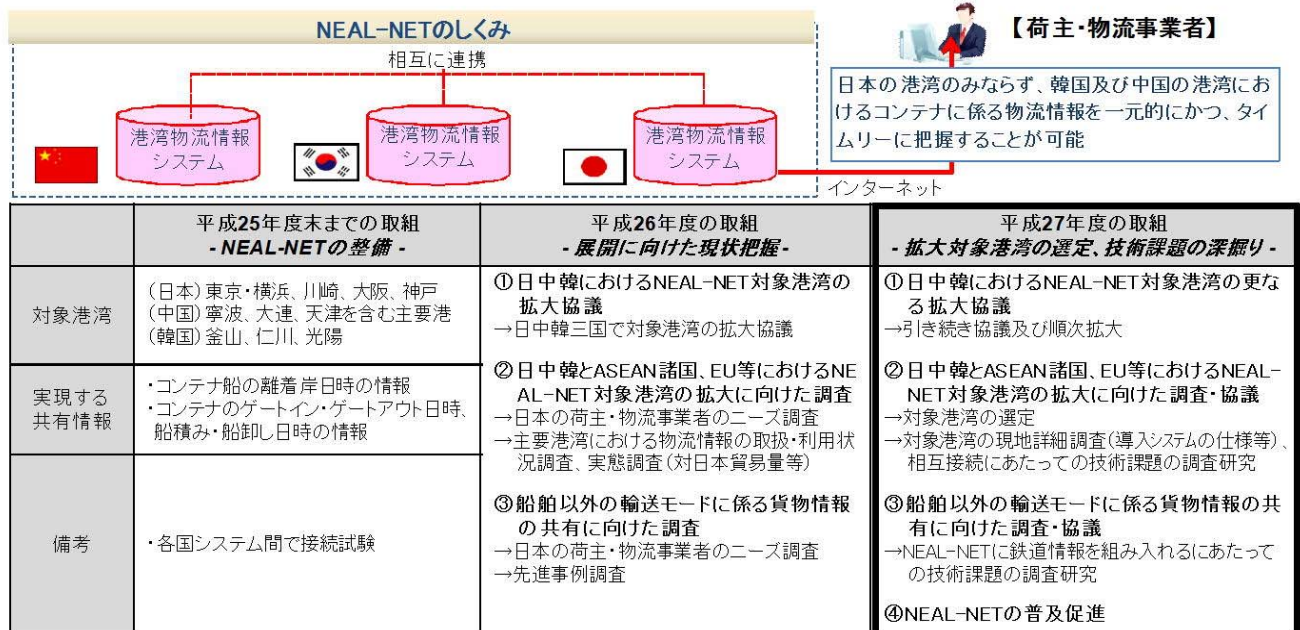 NEAL-NETのしくみ
相互に連携
港湾物流情報
システム
港湾物流情報
システム
港湾物流情報
システム
【荷主・物流事業者】
日本の港湾のみならず、韓国及び中国の港湾にお
けるコンテナに係る物流情報を一元的にかつ、タイ
ムリーに把握することが可能
インターネット
平成25年度末までの取組
- NEAL-NETの整備 -
平成26年度の取組
- 展開に向けた現状把握-
平成27年度の取組
- 拡大対象港湾の選定、技術課題の深掘り -
対象港湾
(日本)東京・横浜、川崎、大阪、神戸
(中国)寧波、大連、天津を含む主要港
(韓国)釜山、仁川、光陽
実現する
共有情報
・コンテナ船の離着岸日時の情報
・コンテナのゲートイン・ゲートアウト日時、
船積み・船卸し日時の情報
備考
・各国システム間で接続試験
①日中韓におけるNEAL-NET対象港湾の
拡大協議
→日中韓三国で対象港湾の拡大協議
②日中韓とASEAN諸国、EU等におけるNE
AL-NET対象港湾の拡大に向けた調査
→日本の荷主・物流事業者のニーズ調査
→主要港湾における物流情報の取扱・利用状
況調査、実態調査(対日本貿易量等)
③船舶以外の輸送モードに係る貨物情報
の共有に向けた調査
→日本の荷主・物流事業者のニーズ調査
→先進事例調査
①日中韓におけるNEAL-NET対象港湾の更な
る拡大協議
→引き続き協議及び順次拡大
②日中韓とASEAN諸国、EU等におけるNEAL-
NET対象港湾の拡大に向けた調査・協議
→対象港湾の選定
→対象港湾の現地詳細調査(導入システムの仕様等)、
相互接続にあたっての技術課題の調査研究
③船舶以外の輸送モードに係る貨物情報の共
有に向けた調査・協議
→NEAL-NETに鉄道情報を組み入れるにあたって
の技術課題の調査研究
④NEAL-NETの普及促進